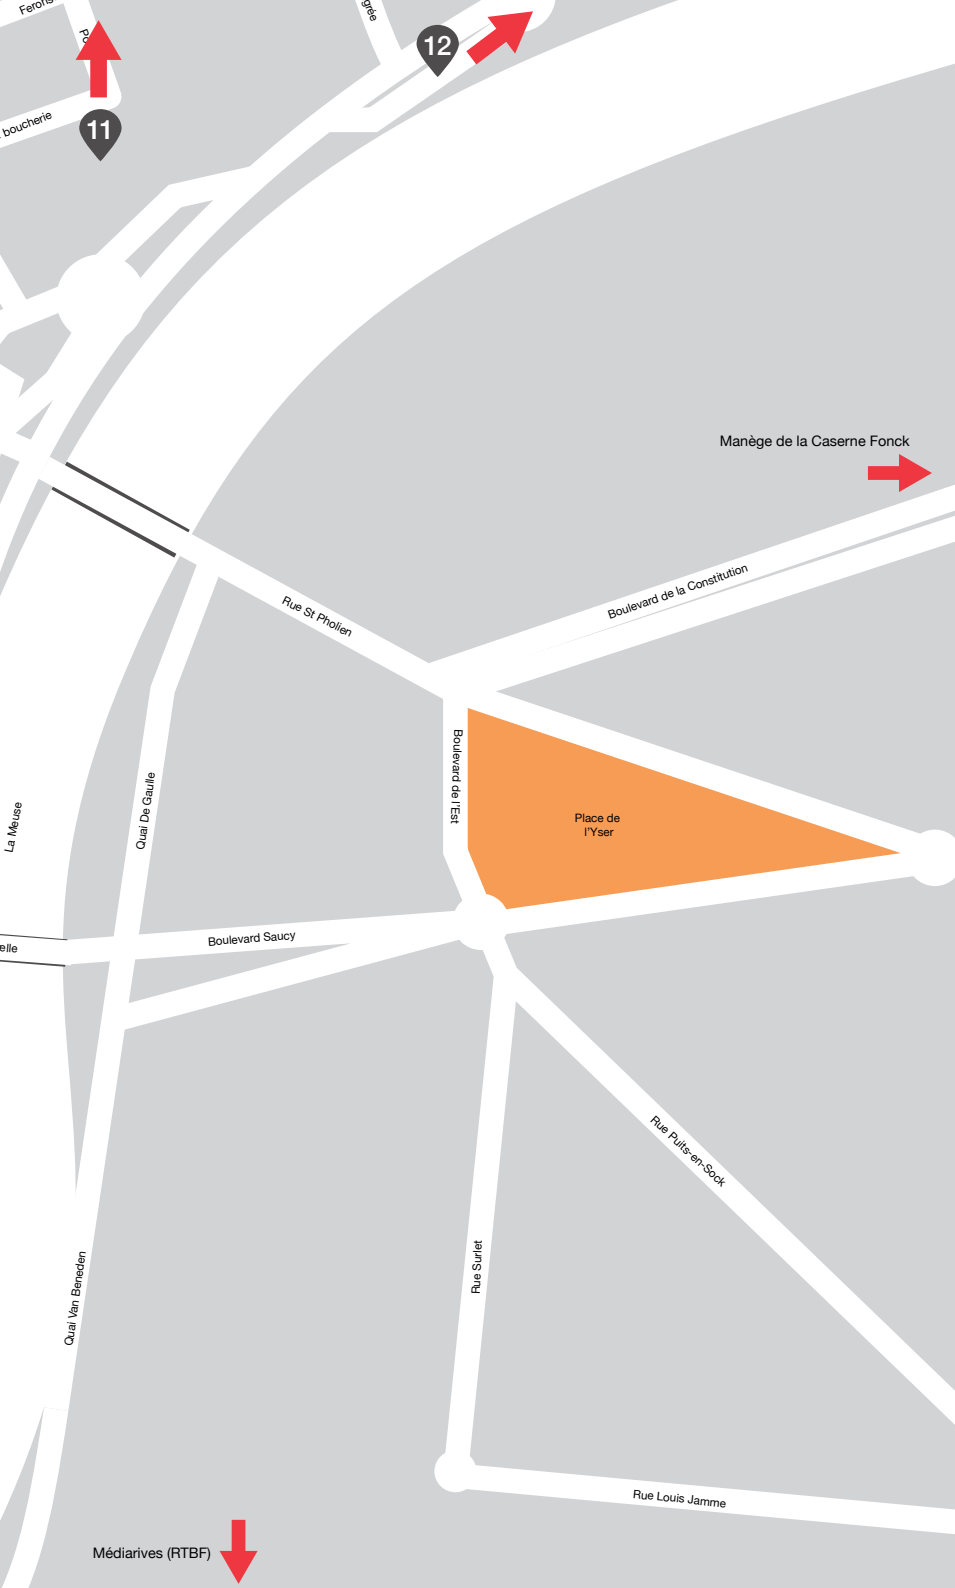 Ferons
grée
12
11
boucherie
Manège de la Caserne Fonck
Boulevard de la Constitution
Rue St Pholien
Boulevard de l'Est
Place de
l'Yser
Quai De Gaulle
La Meuse
Boulevard Saucy
elle
Rue Puits-en-Sock
Rue Surlet
Quai Van Beneden
Rue Louis Jamme
Médiarives (RTBF)